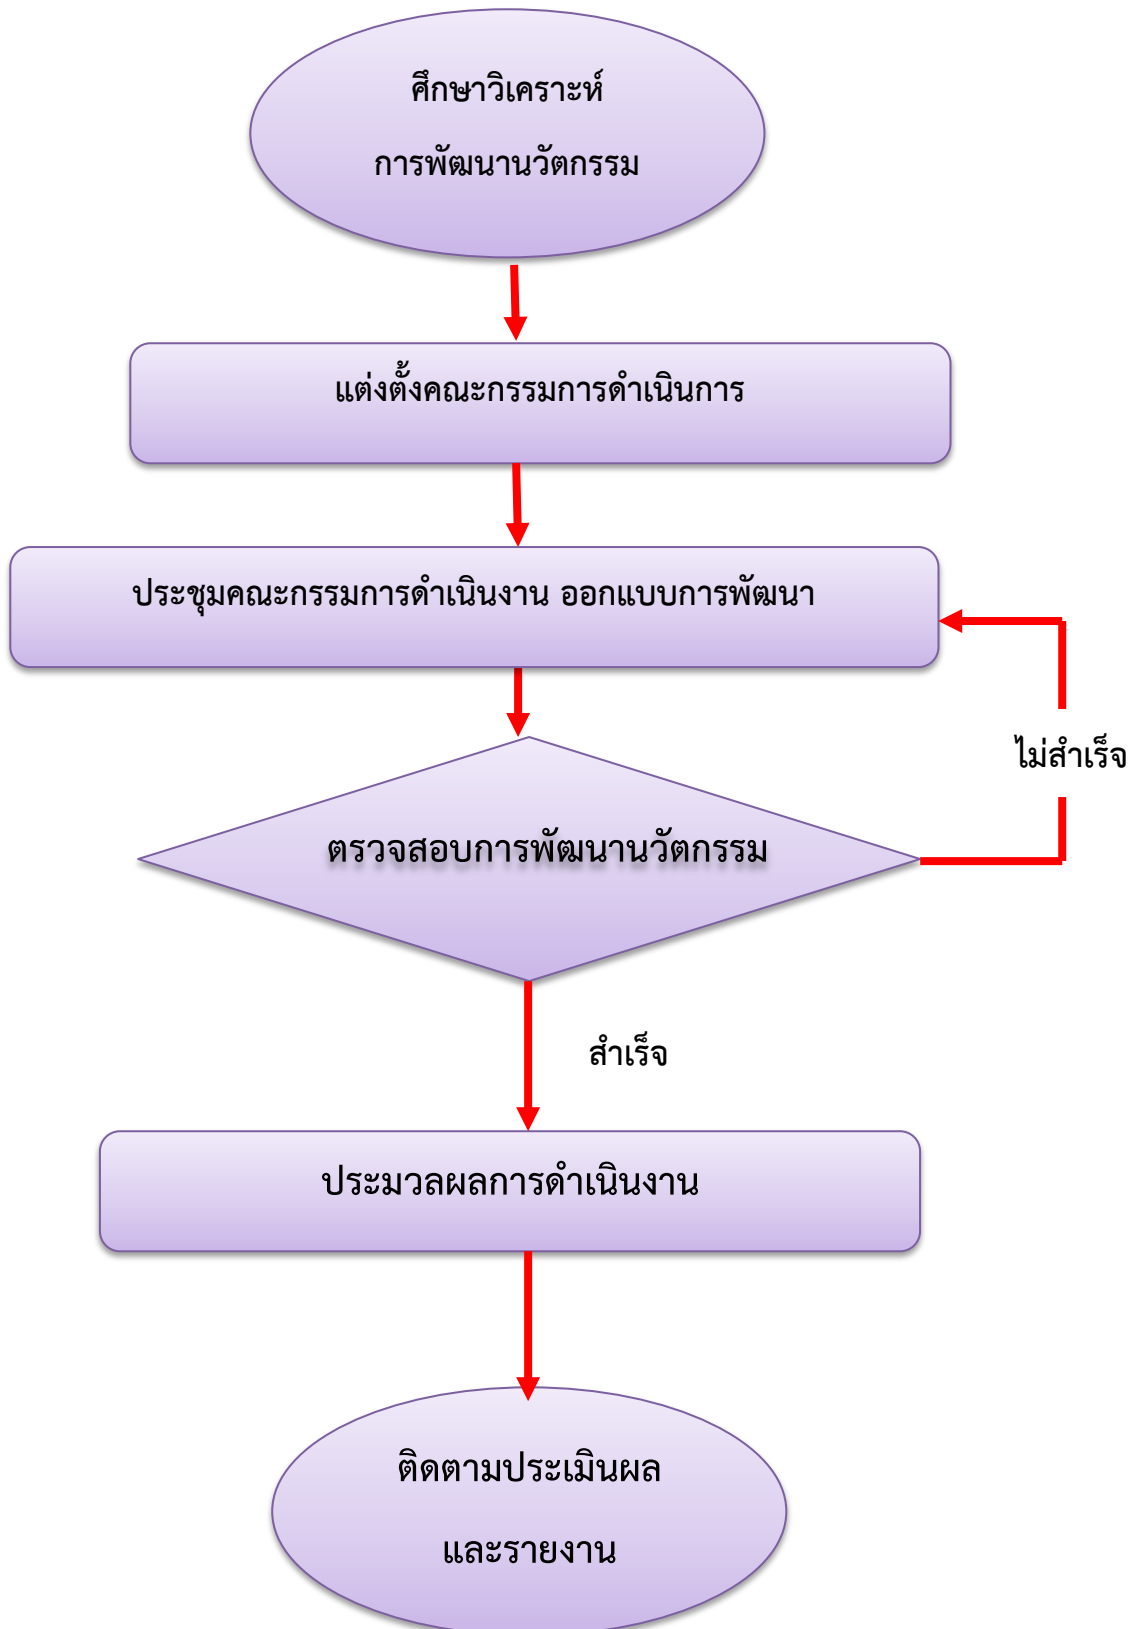 ศึกษาวิเคราะห์
การพัฒนานวัตกรรม
แต่งตั้งคณะกรรมการดำเนินการ
ประชุมคณะกรรมการดำเนินงาน ออกแบบการพัฒนา
ไม่สำเร็จ
ตรวจสอบการพัฒนานวัตกรรม
สำเร็จ
ประมวลผลการดำเนินงาน
ติดตามประเมินผล
และรายงาน